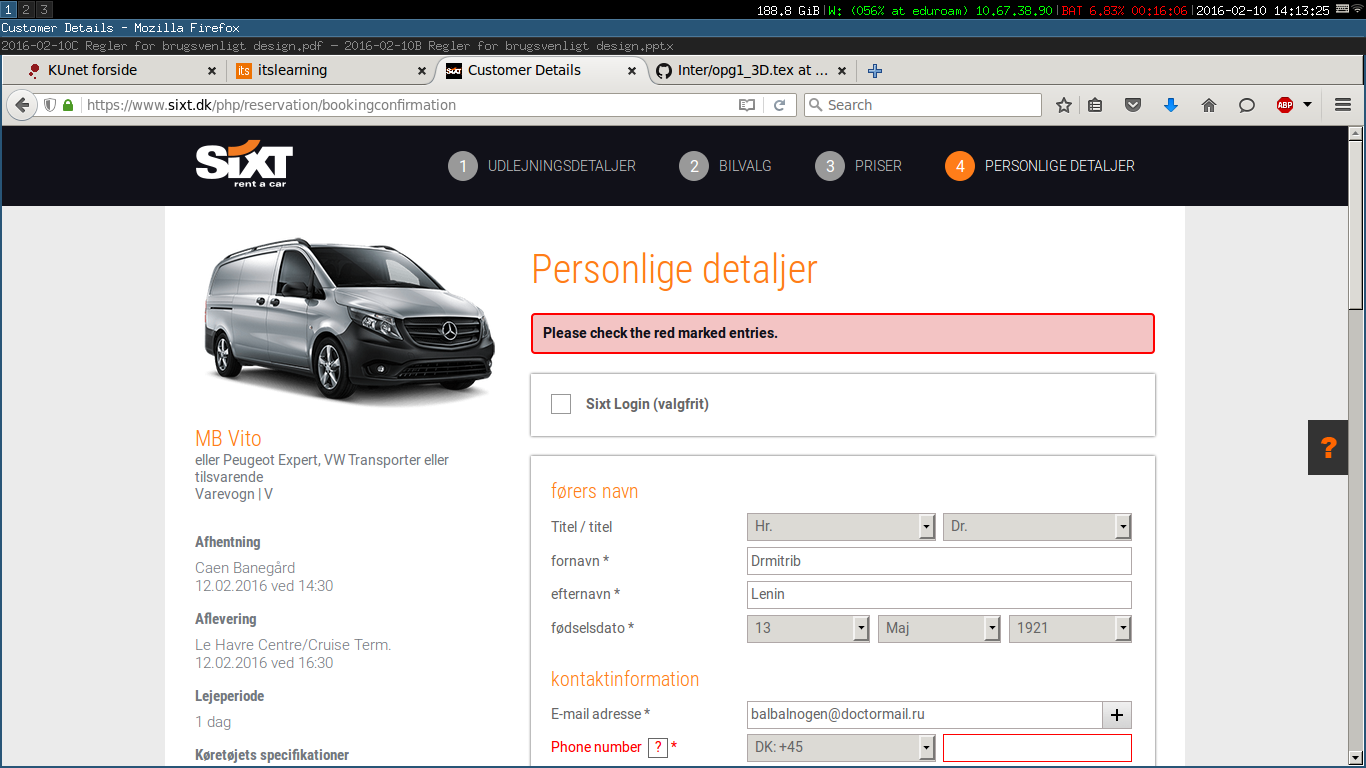 1 2 3 188.8 GiB|W: (056% at eduroam) 10.67.38.90|BAT 6.83% 00:16:06|2016-02-10 14:13:25
Customer Details - Mozilla Firefox
2016-02-10C Regler for brugsvenligt design.pdf — 2016-02-10B Regler for brugsvenligt design.pptx
KUnet forside its itslearning SIXT Customer Details Inter/opg1_3D.tex at ...
https://www.sixt.dk/php/reservation/bookingconfirmation Search ABP
SIXT
rent a car
1 UDLEJNINGSDETALJER 2 BILVALG 3 PRISER 4 PERSONLIGE DETALJER
Personlige detaljer
Please check the red marked entries.
Sixt Login (valgfrit)
?
MB Vito
eller Peugeot Expert, VW Transporter eller
tilsvarende
Varevogn | V
Afhentning
Caen Banegård
12.02.2016 ved 14:30
Aflevering
Le Havre Centre/Cruise Term.
12.02.2016 ved 16:30
Lejeperiode
1 dag
Køretøjets specifikationer
førers navn
Titel / titel Hr. Dr.
fornavn * Drmitrib
efternavn * Lenin
fødselsdato * 13 Maj 1921
kontaktinformation
E-mail adresse * balbalnogen@doctormail.ru +
Phone number ? * DK: +45